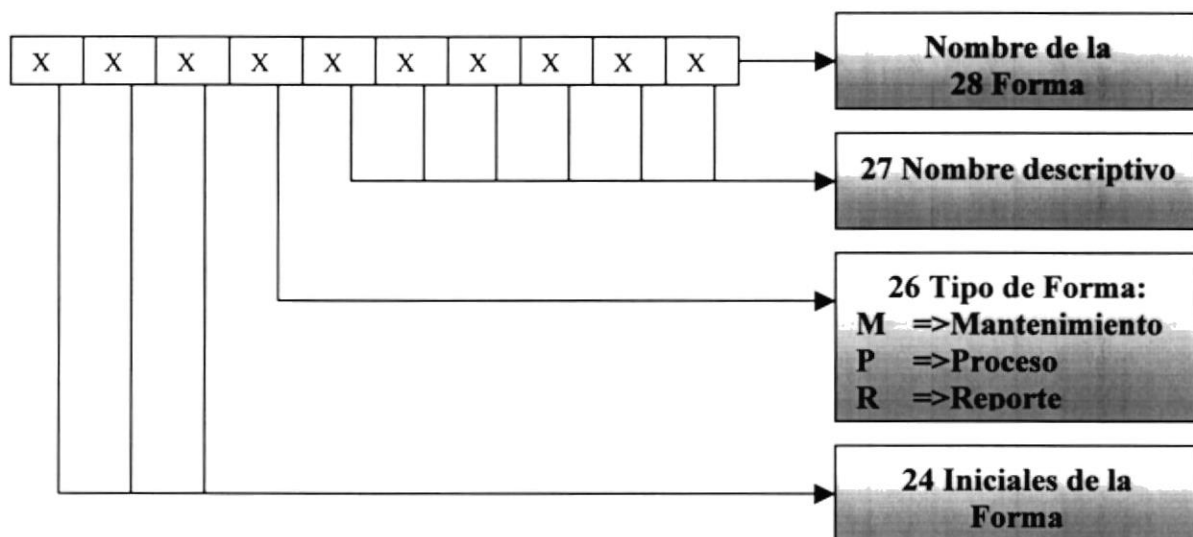 X X X X X X X X X X
Nombre de la
28 Forma
27 Nombre descriptivo
26 Tipo de Forma:
M =>Mantenimiento
P =>Proceso
R =>Reporte
24 Iniciales de la
Forma